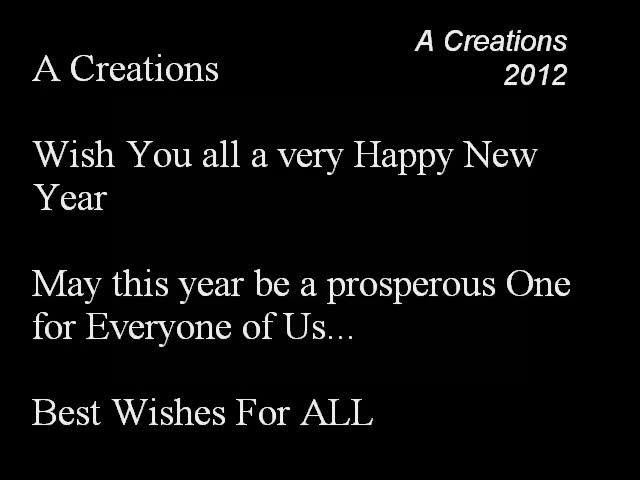 A Creations
2012
A Creations
Wish You all a very Happy New
Year
May this year be a prosperous One
for Everyone of Us...
Best Wishes For ALL